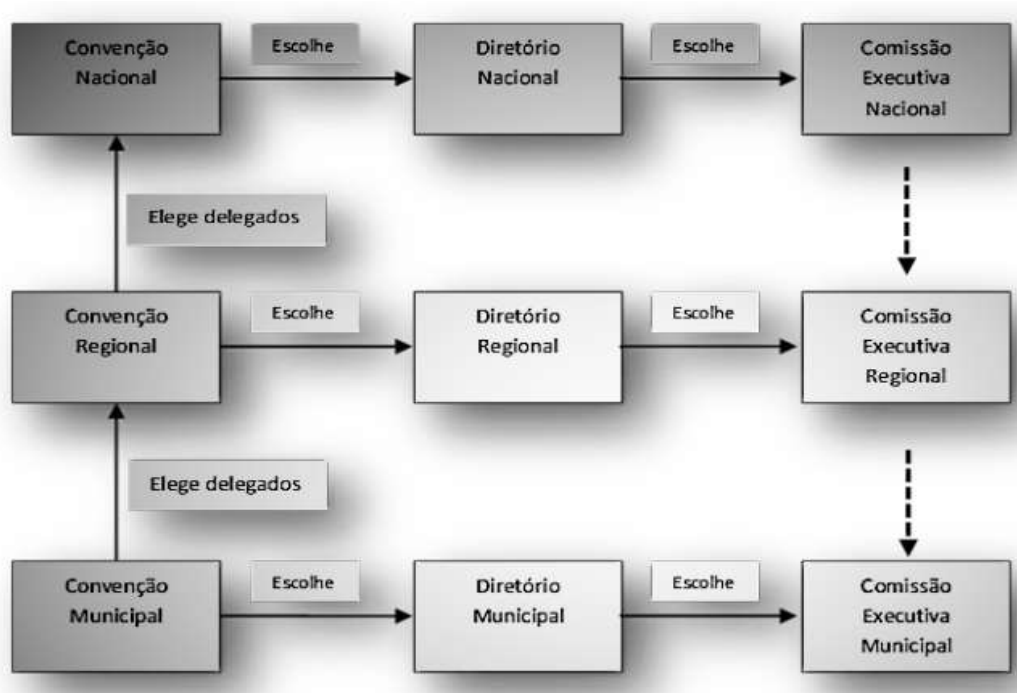 Convenção
Nacional
Escolhe
Diretório
Nacional
Escolhe
Comissão
Executiva
Nacional
Elege delegados
Convenção
Regional
Escolhe
Diretório
Regional
Escolhe
Comissão
Executiva
Regional
Elege delegados
Convenção
Municipal
Escolhe
Diretório
Municipal
Escolhe
Comissão
Executiva
Municipal